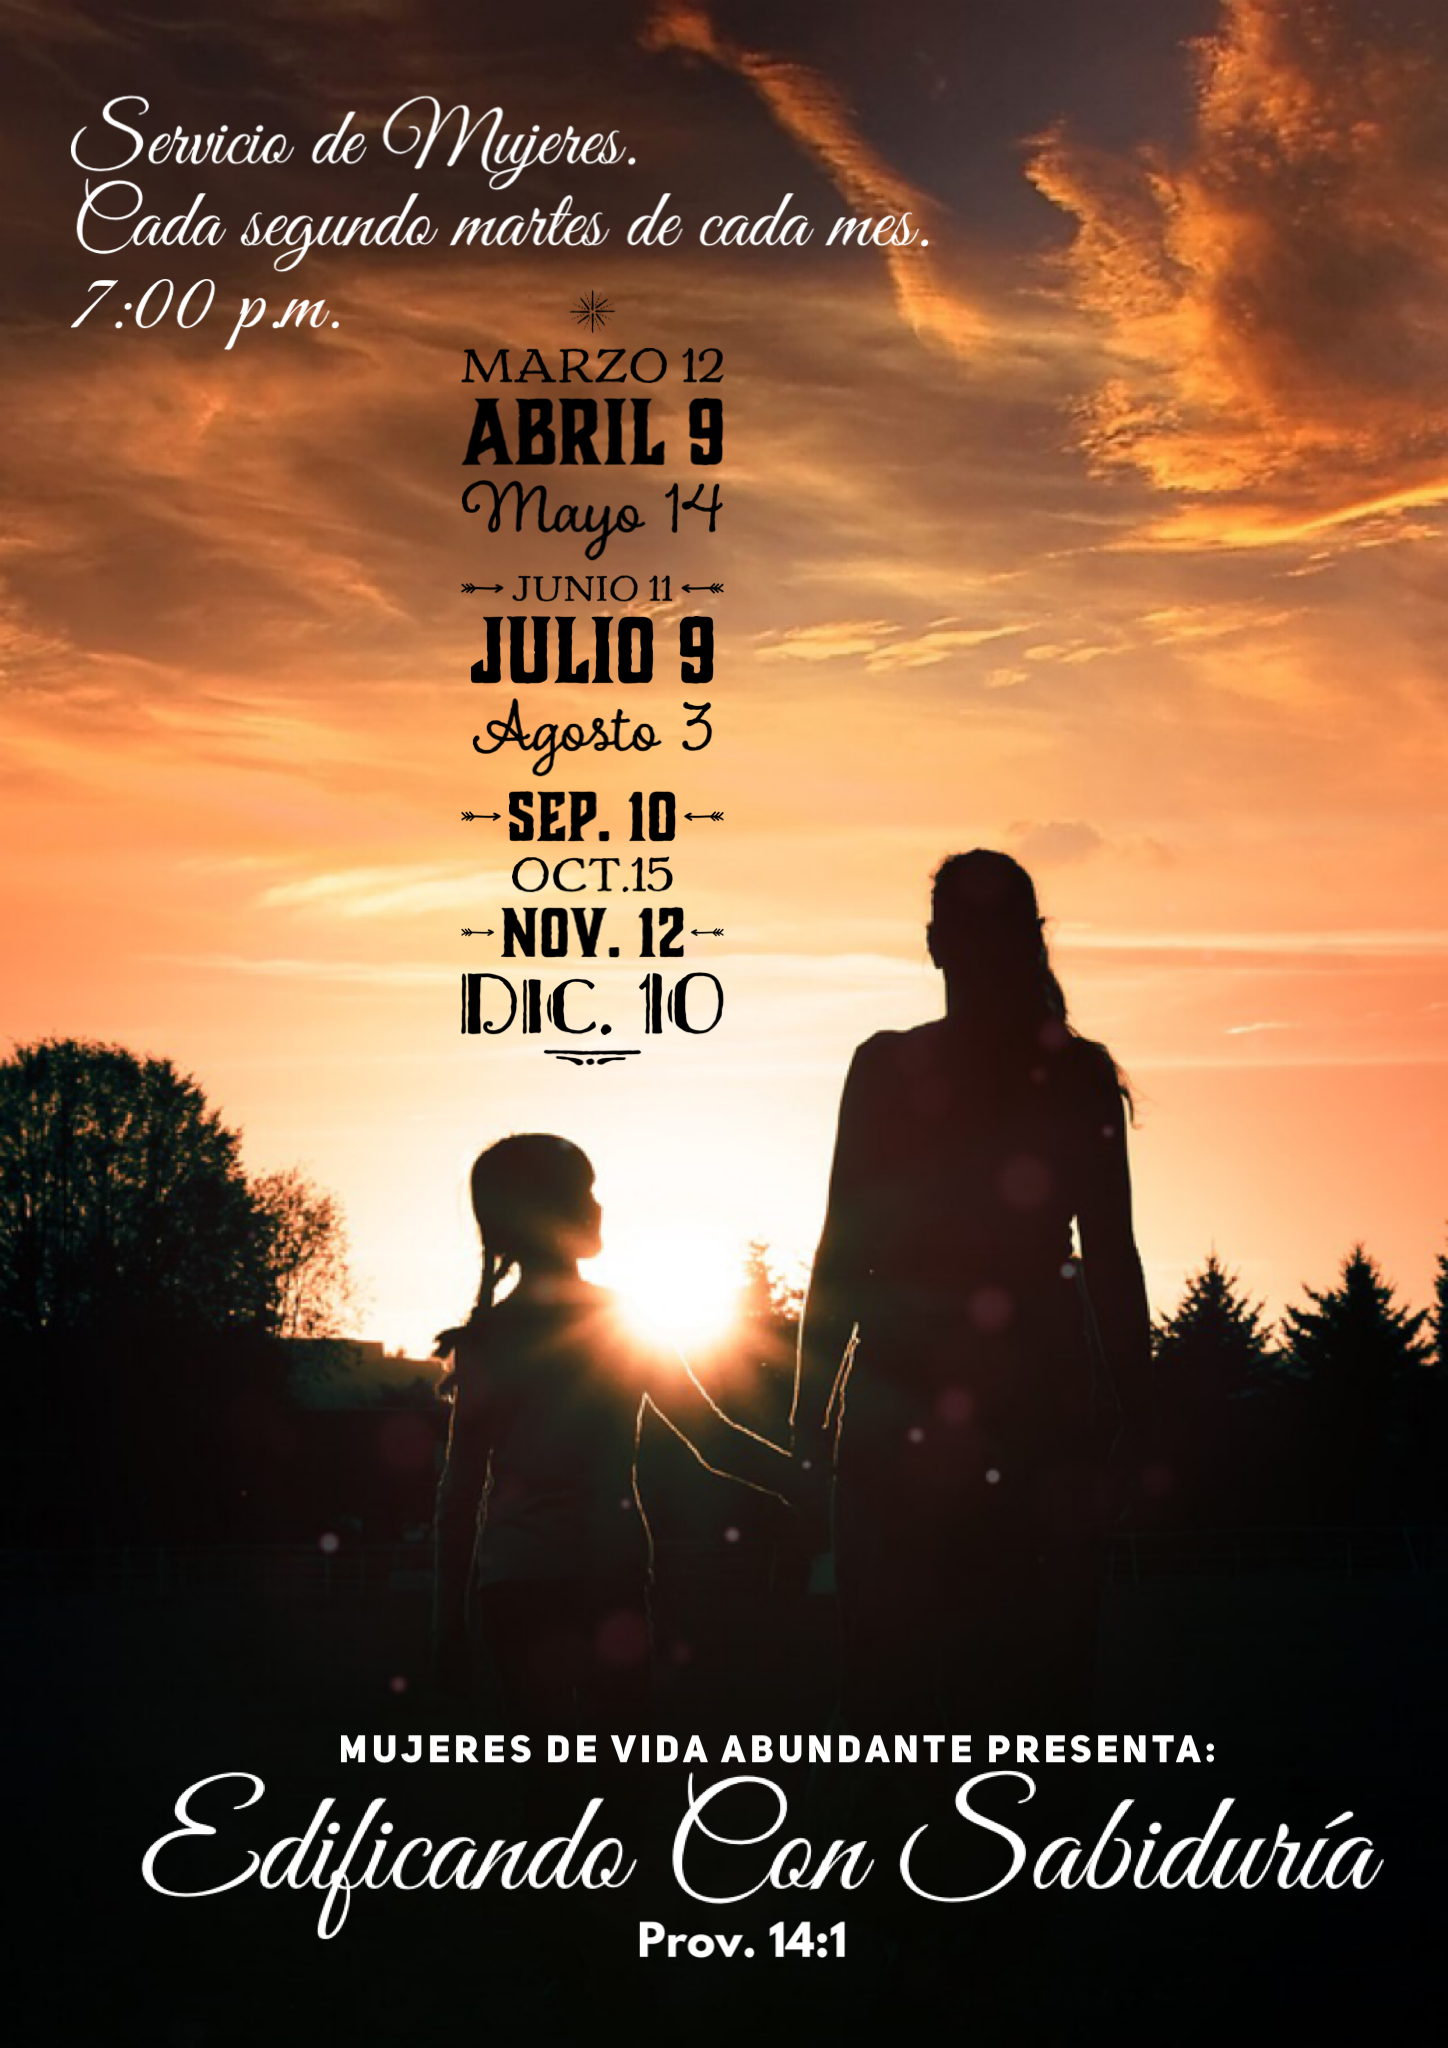 Servicio de Mujeres.
Cada segundo martes de cada mes.
7:00 p.m.
MARZO 12
ABRIL 9
Mayo 14
JUNIO 11
JULIO 9
Agosto 3
SEP. 10
OCT.15
NOV. 12
DIC. 10
MUJERES DE VIDA ABUNDANTE PRESENTA:
Edificando Con Sabiduría
Prov. 14:1